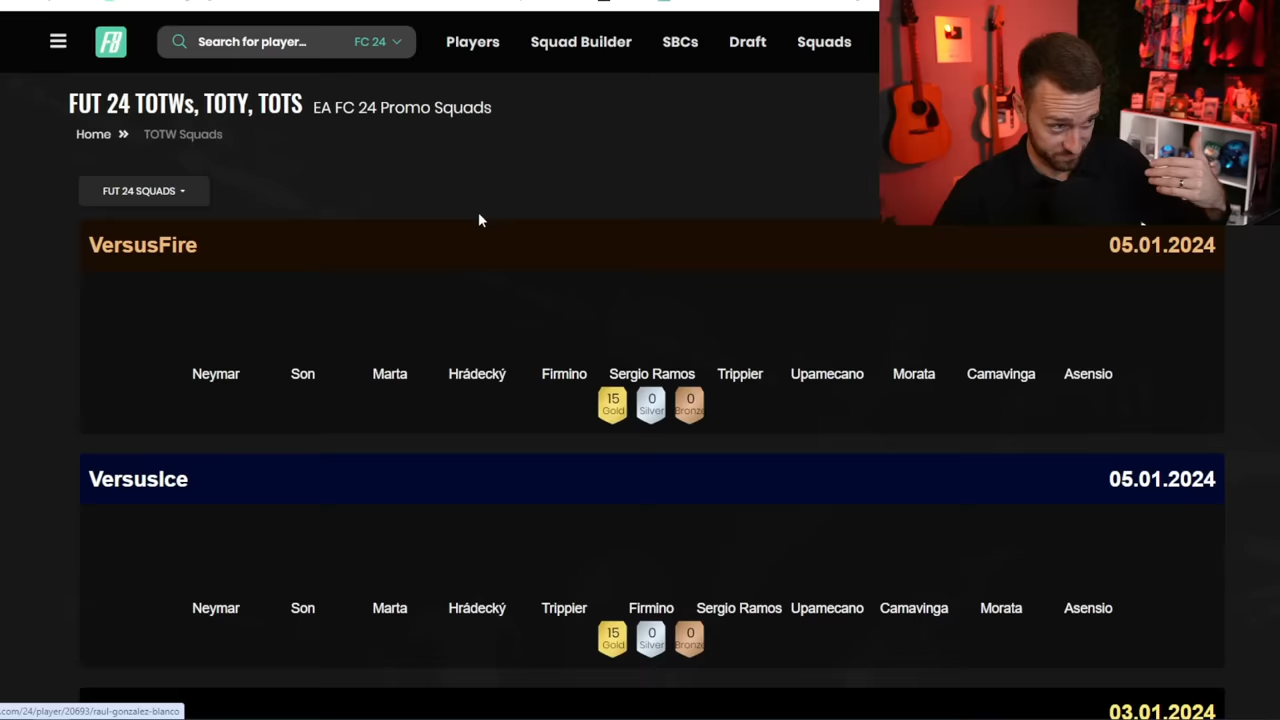 FB
Search for player...
FC 24
Players
Squad Builder
SBCs
Draft
Squads
FUT 24 TOTWs, TOTY, TOTS EA FC 24 Promo Squads
Home » TOTW Squads
FUT 24 SQUADS
VersusFire 05.01.2024
Neymar Son Marta Hrádecký Firmino Sergio Ramos Trippier Upamecano Morata Camavinga Asensio
15 0 0
Gold Silver Bronze
VersusIce 05.01.2024
Neymar Son Marta Hrádecký Trippier Firmino Sergio Ramos Upamecano Camavinga Morata Asensio
15 0 0
Gold Silver Bronze
03.01.2024
.com/24/player/20693/raul-gonzalez-blanco